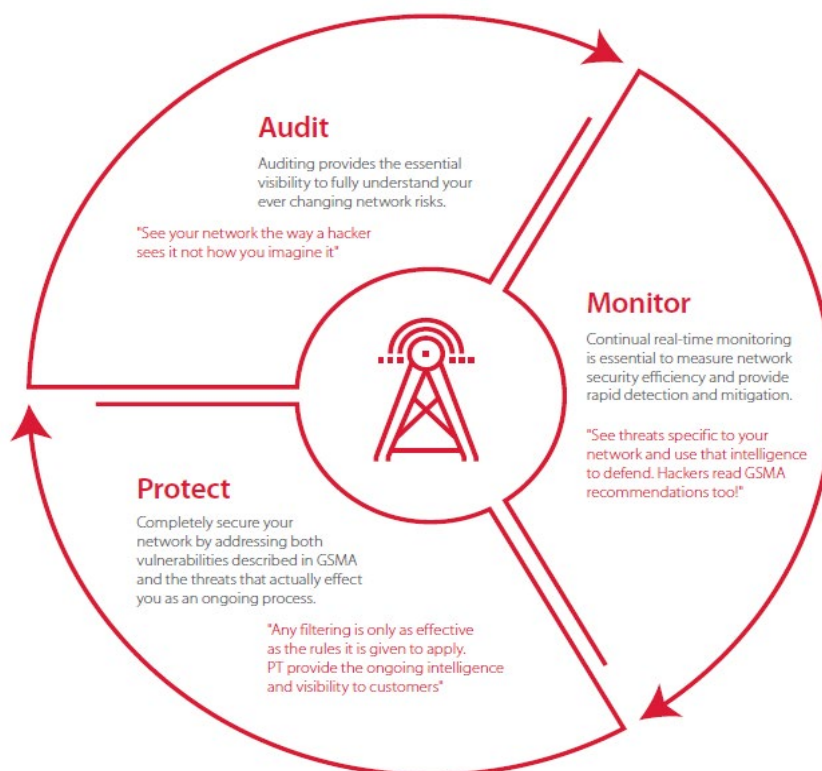 Audit
Auditing provides the essential
visibility to fully understand your
ever changing network risks.
"See your network the way a hacker
sees it not how you imagine it"
Monitor
Continual real-time monitoring
is essential to measure network
security efficiency and provide
rapid detection and mitigation.
"See threats specific to your
network and use that intelligence
to defend. Hackers read GSMA
recommendations too!"
Protect
Completely secure your
network by addressing both
vulnerabilities described in GSMA
and the threats that actually effect
you as an ongoing process.
"Any filtering is only as effective
as the rules it is given to apply.
PT provide the ongoing intelligence
and visibility to customers"